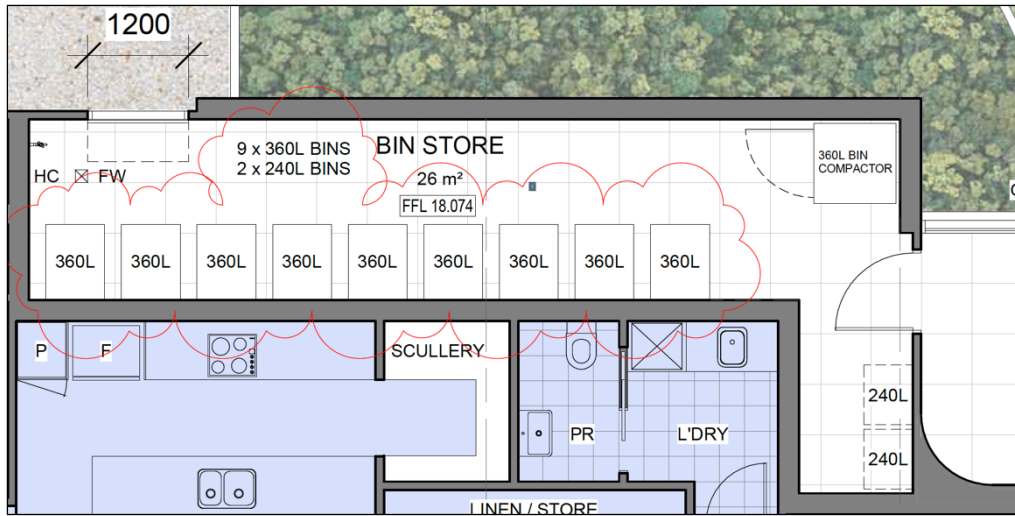 1200
9 x 360L BINS
2 x 240L BINS
BIN STORE
26 m²
FFL 18.074
HC
FW
360L BIN
COMPACTOR
360L
360L
360L
360L
360L
360L
360L
360L
360L
P
F
SCULLERY
PR
L'DRY
240L
240L
LINEN / STORE